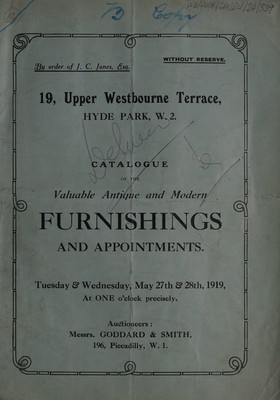 Copy
WITHOUT RESERVE.
By order of J. C. Jones, Esq.
19, Upper Westbourne Terrace,
HYDE PARK, W. 2.
CATALOGUE
OF THE
Valuable Antique and Modern
FURNISHINGS
AND APPOINTMENTS.
Tuesday & Wednesday, May 27th & 28th, 1919,
At ONE o'clock precisely.
Auctioneers :
Messrs. GODDARD & SMITH,
196, Piccadilly, W. 1.